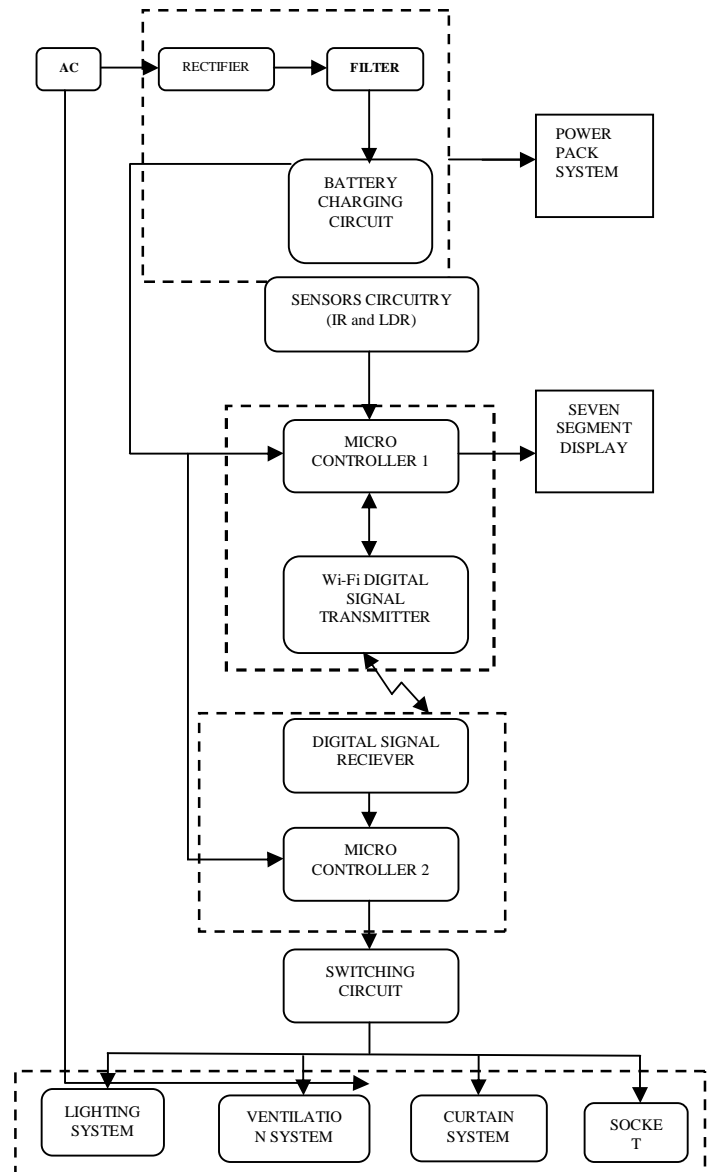 AC
RECTIFIER
FILTER
POWER
PACK
SYSTEM
BATTERY
CHARGING
CIRCUIT
SENSORS CIRCUITRY
(IR and LDR)
MICRO
CONTROLLER 1
SEVEN
SEGMENT
DISPLAY
Wi-Fi DIGITAL
SIGNAL
TRANSMITTER
DIGITAL SIGNAL
RECIEVER
MICRO
CONTROLLER 2
SWITCHING
CIRCUIT
LIGHTING
SYSTEM
VENTILATIO
N SYSTEM
CURTAIN
SYSTEM
SOCKE
T